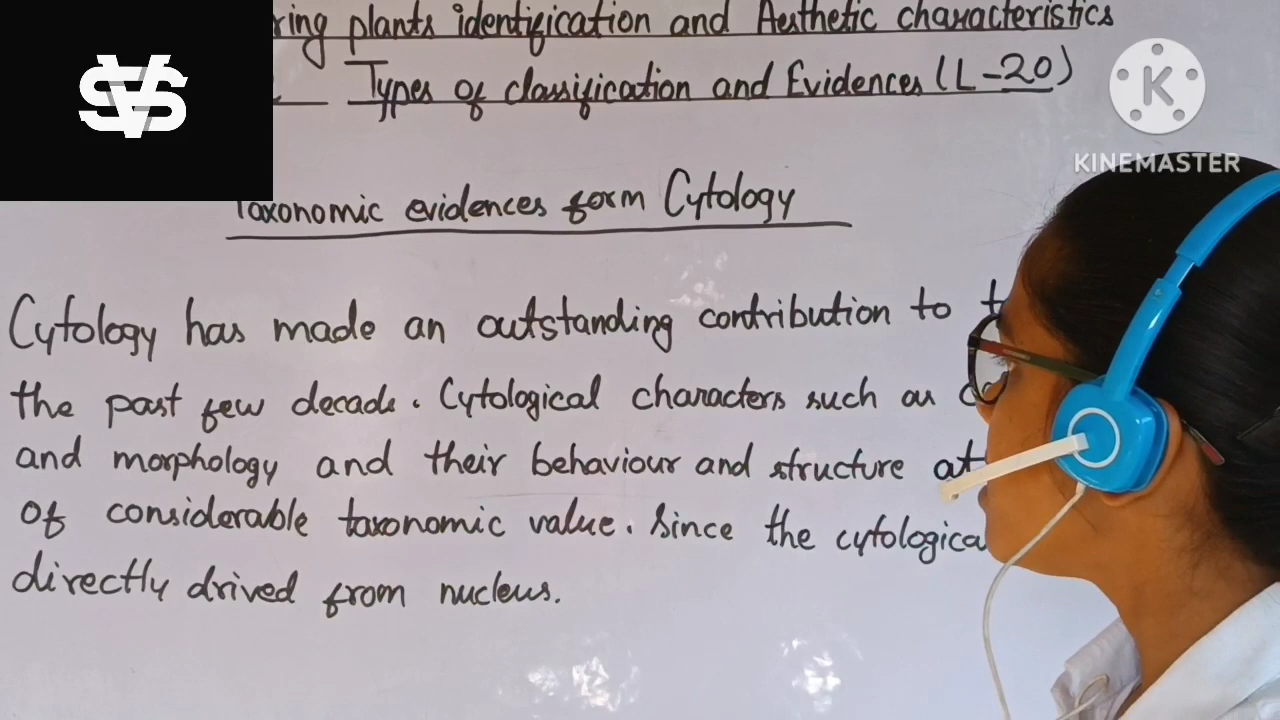 ring plants identification and Aesthetic characteristics
Types of classification and Evidences (L-20)
KINEMASTER
Taxonomic evidences form Cytology
Cytology has made an outstanding contribution to
the past few decade. Cytological characters such as
and morphology and their behaviour and structure at
of considerable taxonomic value. Since the cytological
directly drived from nucleus.